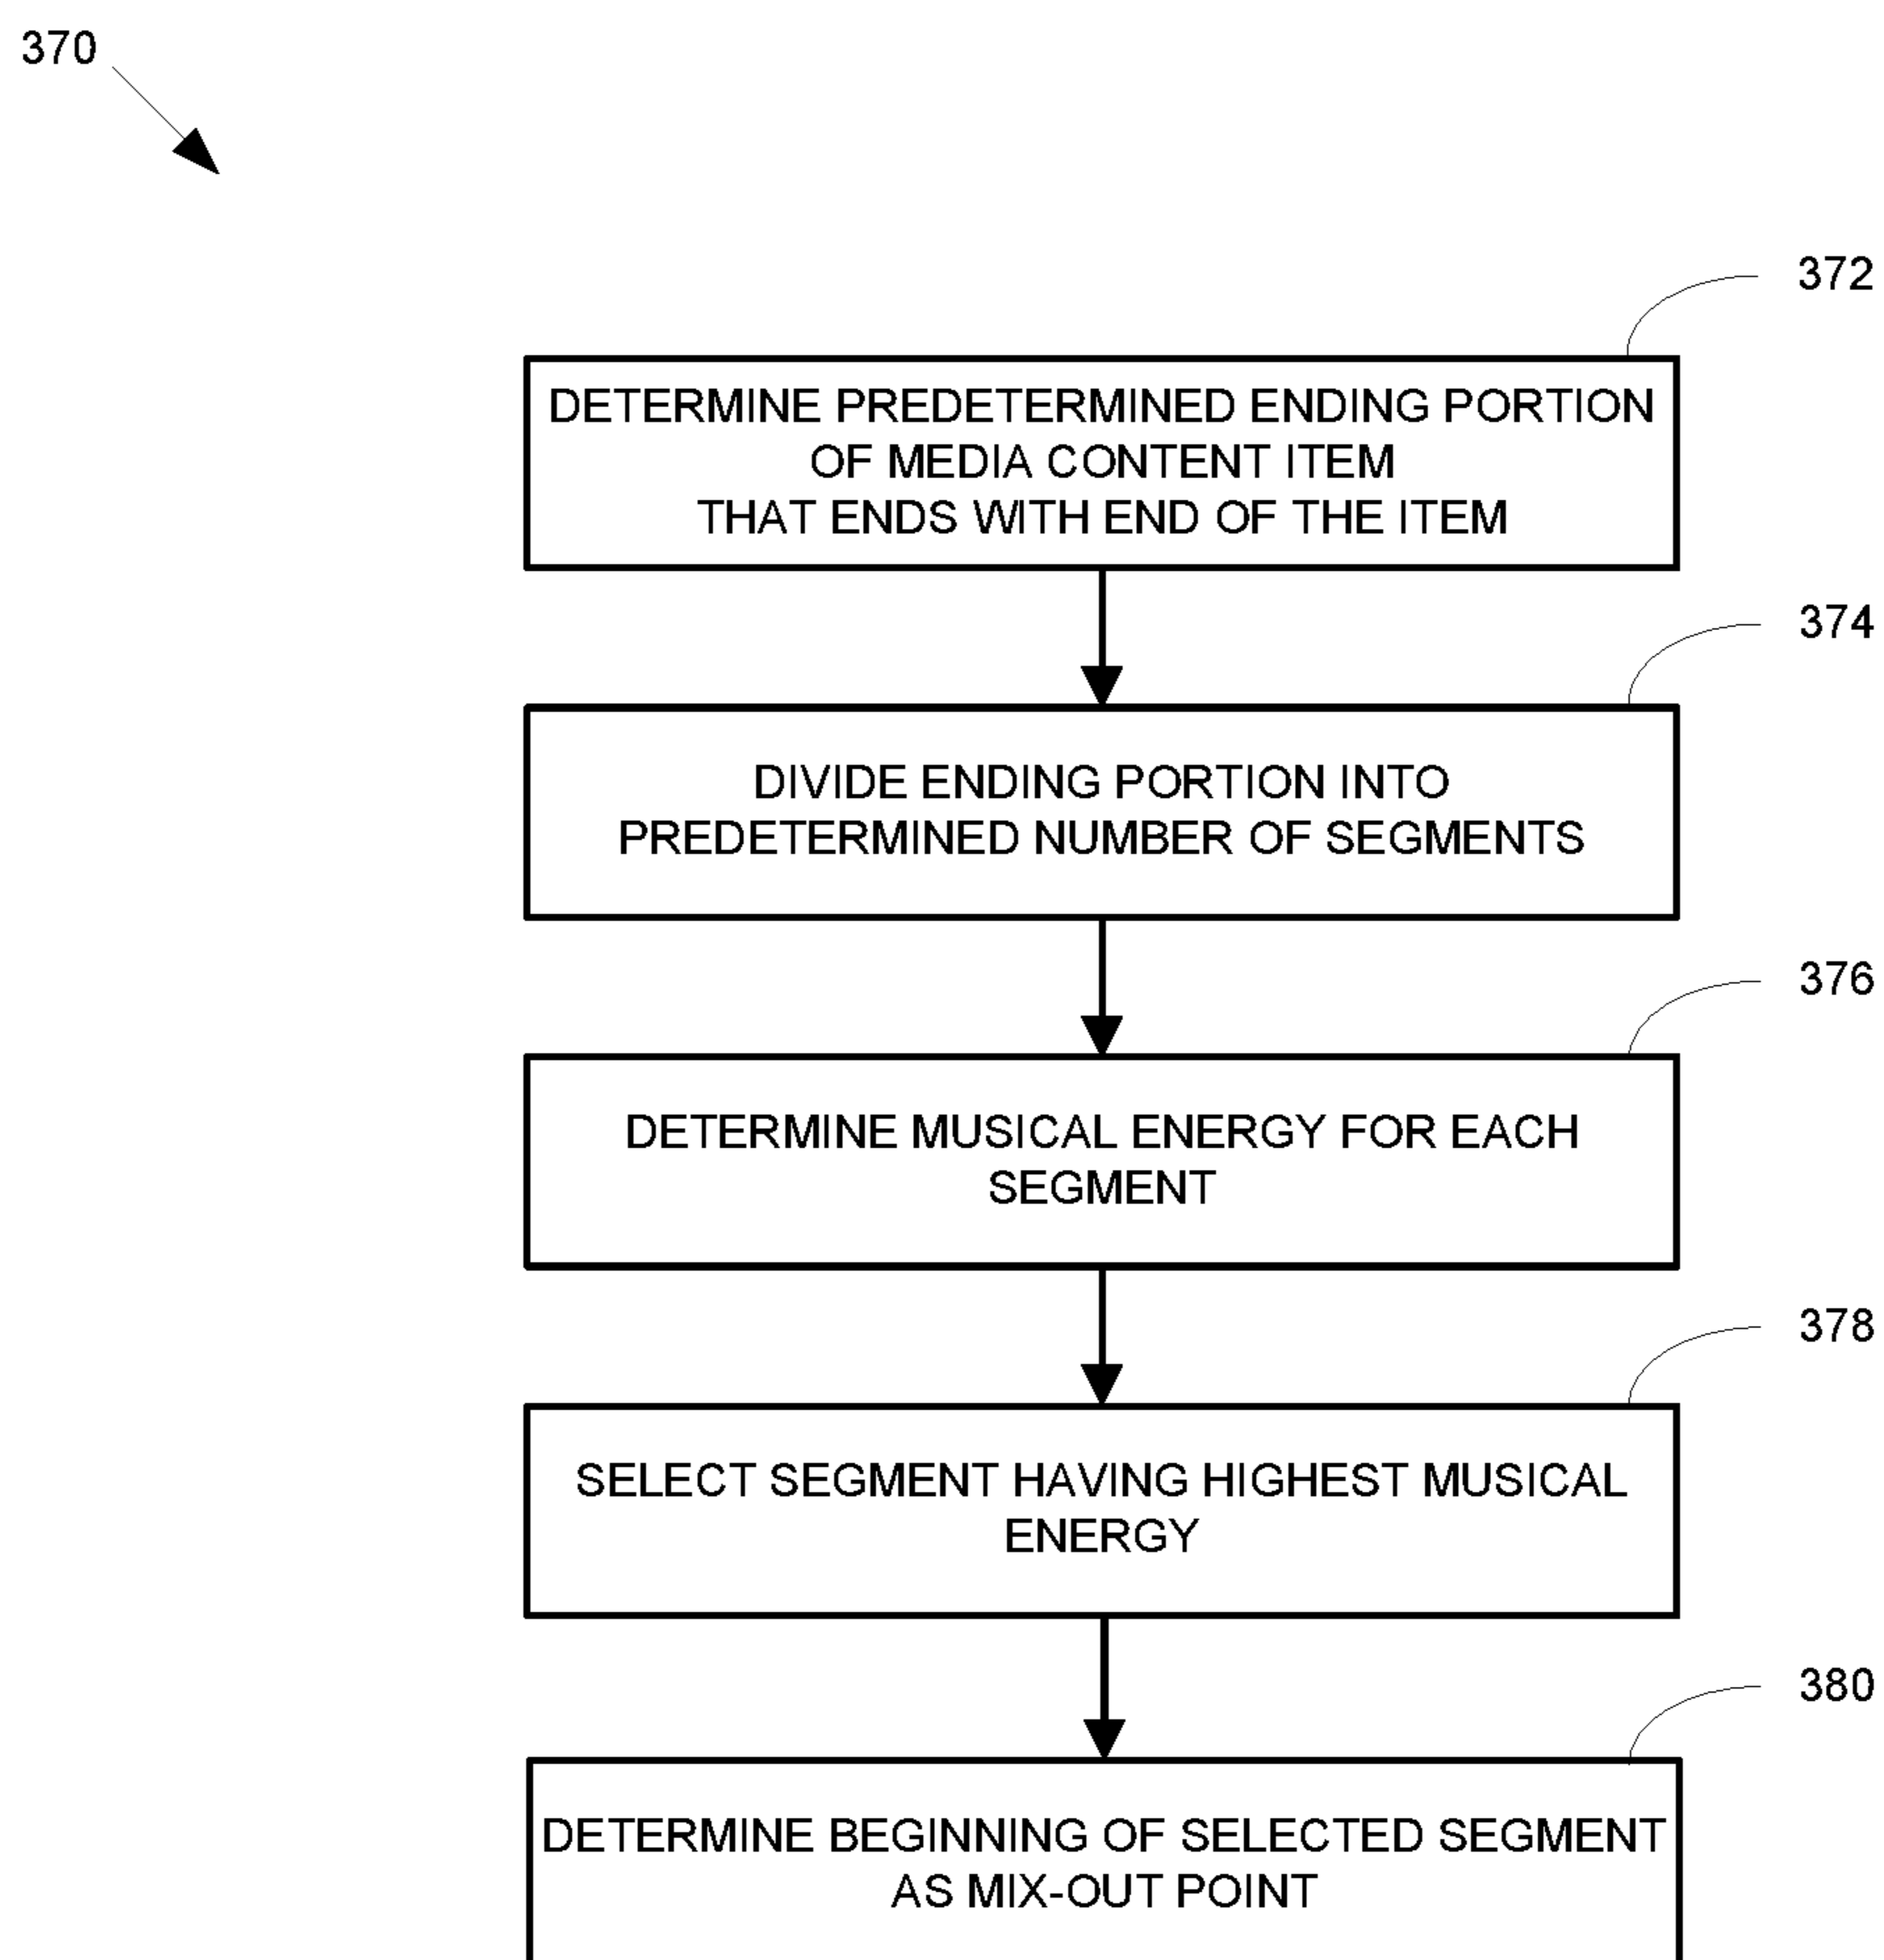 370
372
DETERMINE PREDETERMINED ENDING PORTION
OF MEDIA CONTENT ITEM
THAT ENDS WITH END OF THE ITEM
374
DIVIDE ENDING PORTION INTO
PREDETERMINED NUMBER OF SEGMENTS
376
DETERMINE MUSICAL ENERGY FOR EACH
SEGMENT
378
SELECT SEGMENT HAVING HIGHEST MUSICAL
ENERGY
380
DETERMINE BEGINNING OF SELECTED SEGMENT
AS MIX-OUT POINT